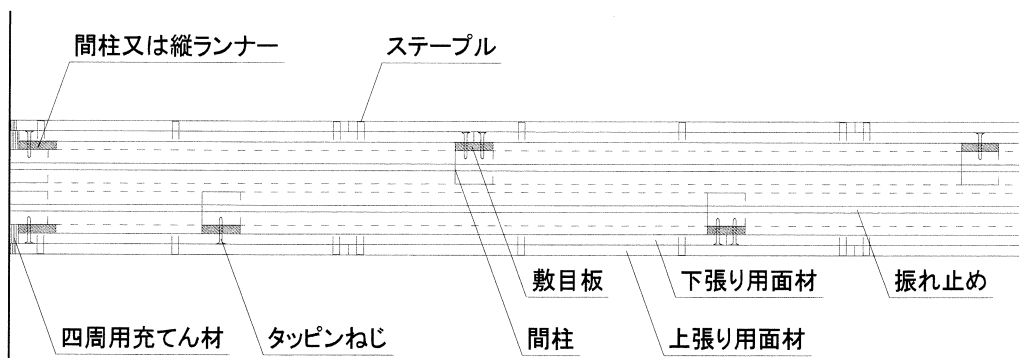 間柱又は縦ランナー
ステープル
敷目板
下張り用面材
振れ止め
四周用充てん材
タッピンねじ
間柱
上張り用面材